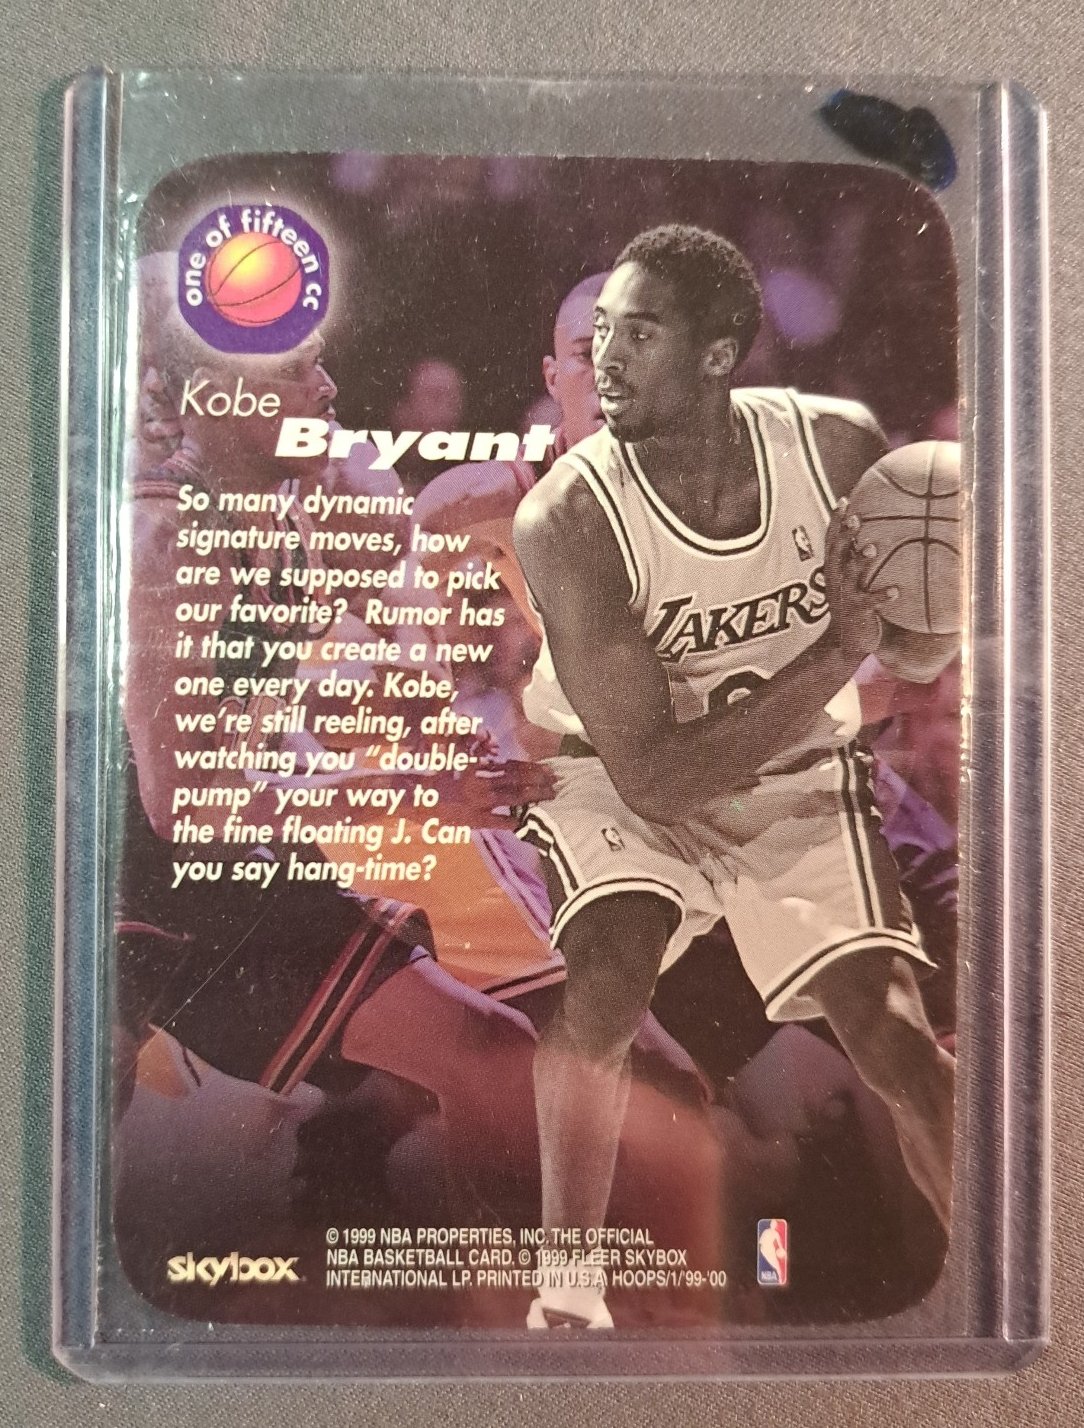 one of fifteen cc
Kobe
Bryant
So many dynamic
signature moves, how
are we supposed to pick
our favorite? Rumor has
it that you create a new
one every day. Kobe,
we're still reeling, after
watching you "double-
pump" your way to
the fine floating J. Can
you say hang-time?
LAKERS
skybox
© 1999 NBA PROPERTIES, INC. THE OFFICIAL
NBA BASKETBALL CARD. © 1999 FLEER SKYBOX
INTERNATIONAL LP. PRINTED IN U.S.A HOOPS/1/'99-'00
NBA